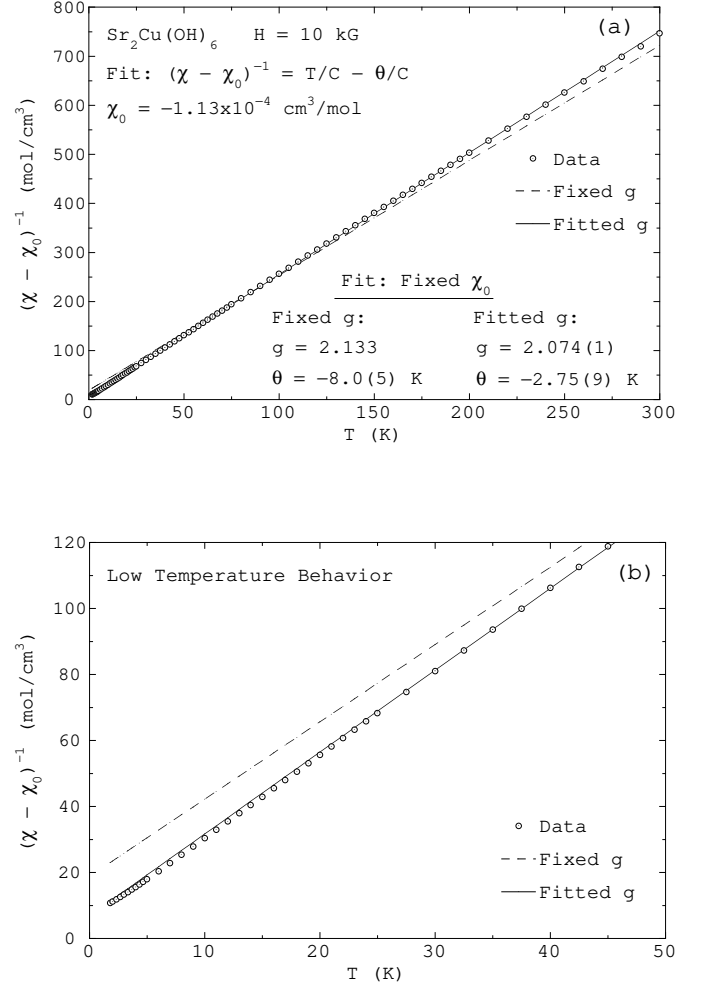 (a)
Sr₂Cu(OH)₆ H = 10 kG
Fit: (χ − χ₀)⁻¹ = T/C − θ/C
χ₀ = −1.13x10⁻⁴ cm³/mol
Data
Fixed g
Fitted g
Fit: Fixed χ₀
Fixed g: Fitted g:
g = 2.133 g = 2.074(1)
θ = −8.0(5) K θ = −2.75(9) K
800
700
600
500
400
300
200
100
0
(χ − χ₀)⁻¹ (mol/cm³)
0 50 100 150 200 250 300
T (K)
Low Temperature Behavior (b)
Data
Fixed g
Fitted g
120
100
80
60
40
20
0
(χ − χ₀)⁻¹ (mol/cm³)
0 10 20 30 40 50
T (K)